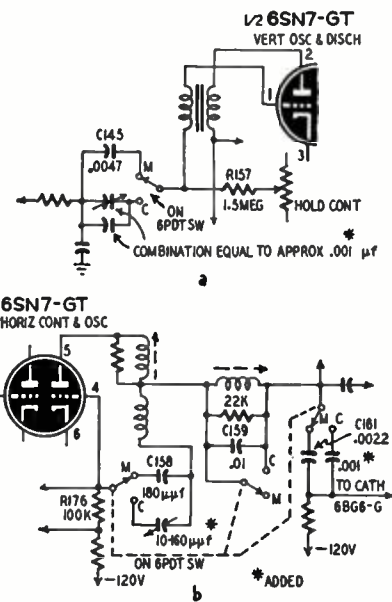 1/2 6SN7-GT
VERT OSC & DISCH
2
1
3
C145
.0047
M
C
ON
6PDT SW
R157
1.5MEG
HOLD CONT
*
COMBINATION EQUAL TO APPROX .001 μf
a
6SN7-GT
HORIZ CONT & OSC
5
4
6
22K
C159
.01
C
M
M
C
C161
.0022
.001 *
TO CATH
6BG6-G
-120V
M
C158
180μμf
C
*
10-160μμf
R176
100K
ON 6PDT SW
-120V
b
*ADDED